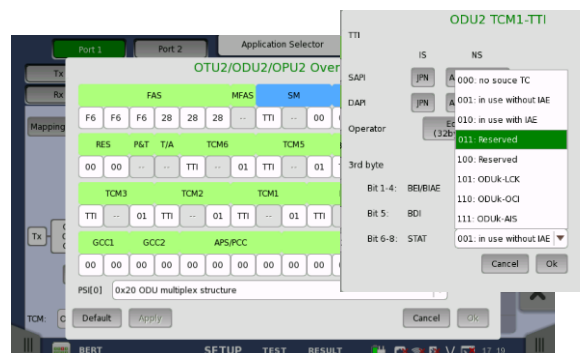 Port 1
Port 2
Application Selector
Tx
Rx
Mapping
OTU2/ODU2/OPU2 Over
FAS MFAS SM
F6 F6 F6 28 28 28 -- TTI -- 00
RES P&T T/A TCM6 TCM5
00 00 -- -- TTI -- 01 TTI -- 01
TCM3 TCM2 TCM1
TTI -- 01 TTI -- 01 TTI -- 01 TTI
GCC1 GCC2 APS/PCC
00 00 00 00 00 00 00 00 00 00
PSI[0] 0x20 ODU multiplex structure
Tx
TCM:
Default Apply Cancel Ok
BERT SETUP TEST RESULT 17 19
ODU2 TCM1-TTI
TTI
IS NS
SAPI JPN A
DAPI JPN A
Operator
(32b
3rd byte
Bit 1-4: BEI/BIAE
Bit 5: BDI
Bit 6-8: STAT 001: in use without IAE
000: no souce TC
001: in use without IAE
010: in use with IAE
011: Reserved
100: Reserved
101: ODUk-LCK
110: ODUk-OCI
111: ODUk-AIS
Cancel Ok